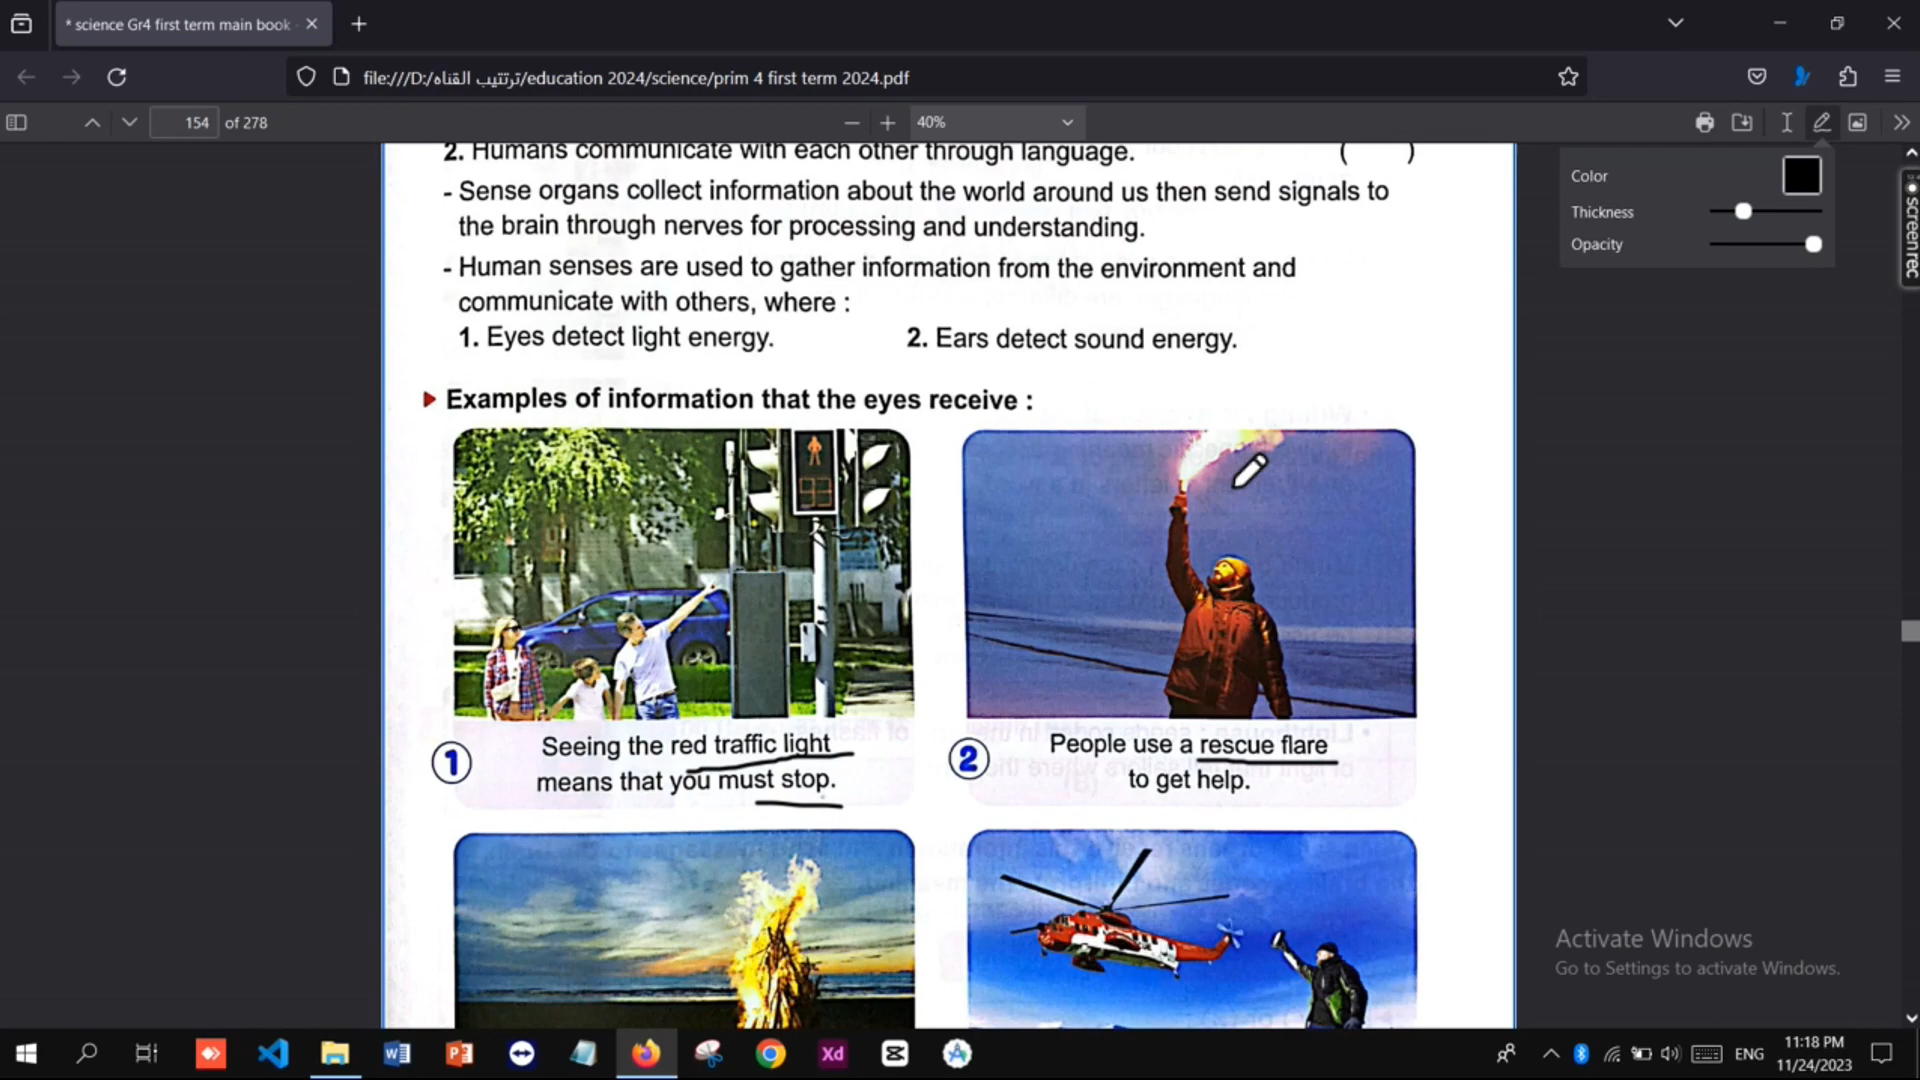 * science Gr4 first term main book
file:///D:/ترتتيب القناه/education 2024/science/prim 4 first term 2024.pdf
154 of 278
40%
Color
Thickness
Opacity
screenrec
2. Humans communicate with each other through language. ( )
- Sense organs collect information about the world around us then send signals to
the brain through nerves for processing and understanding.
- Human senses are used to gather information from the environment and
communicate with others, where :
1. Eyes detect light energy. 2. Ears detect sound energy.
Examples of information that the eyes receive :
1 Seeing the red traffic light
means that you must stop.
2 People use a rescue flare
to get help.
Activate Windows
Go to Settings to activate Windows.
Xd
ENG
11:18 PM
11/24/2023